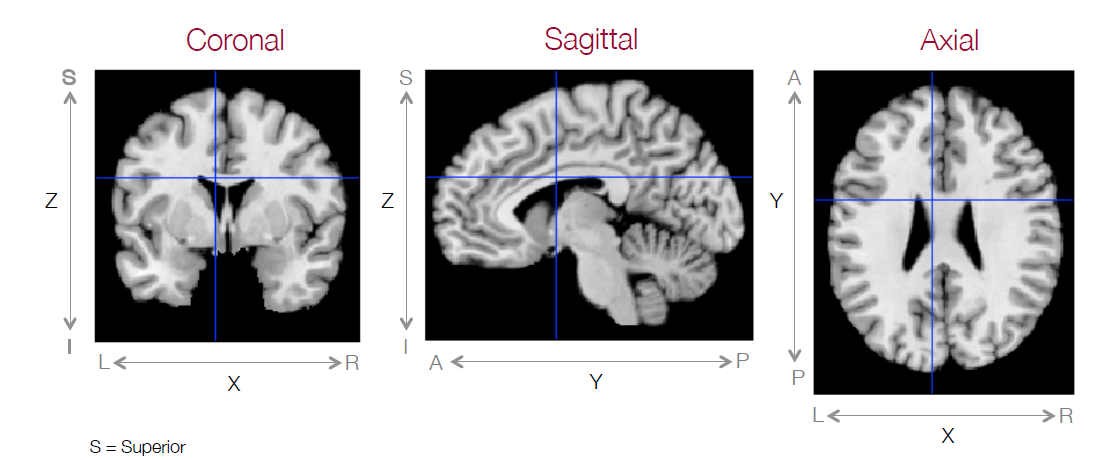 Coronal
Sagittal
Axial
S
S
A
Z
Z
Y
I
I
L
R
A
P
P
X
Y
L
R
X
S = Superior